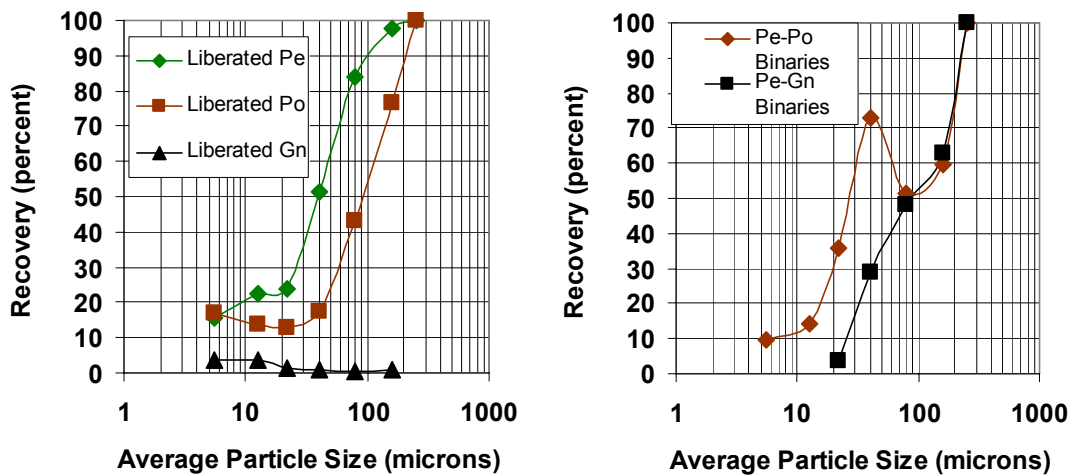 Recovery (percent)
100
90
80
70
60
50
40
30
20
10
0
1
10
100
1000
Average Particle Size (microns)
Liberated Pe
Liberated Po
Liberated Gn
Recovery (percent)
100
90
80
70
60
50
40
30
20
10
0
1
10
100
1000
Average Particle Size (microns)
Pe-Po
Binaries
Pe-Gn
Binaries